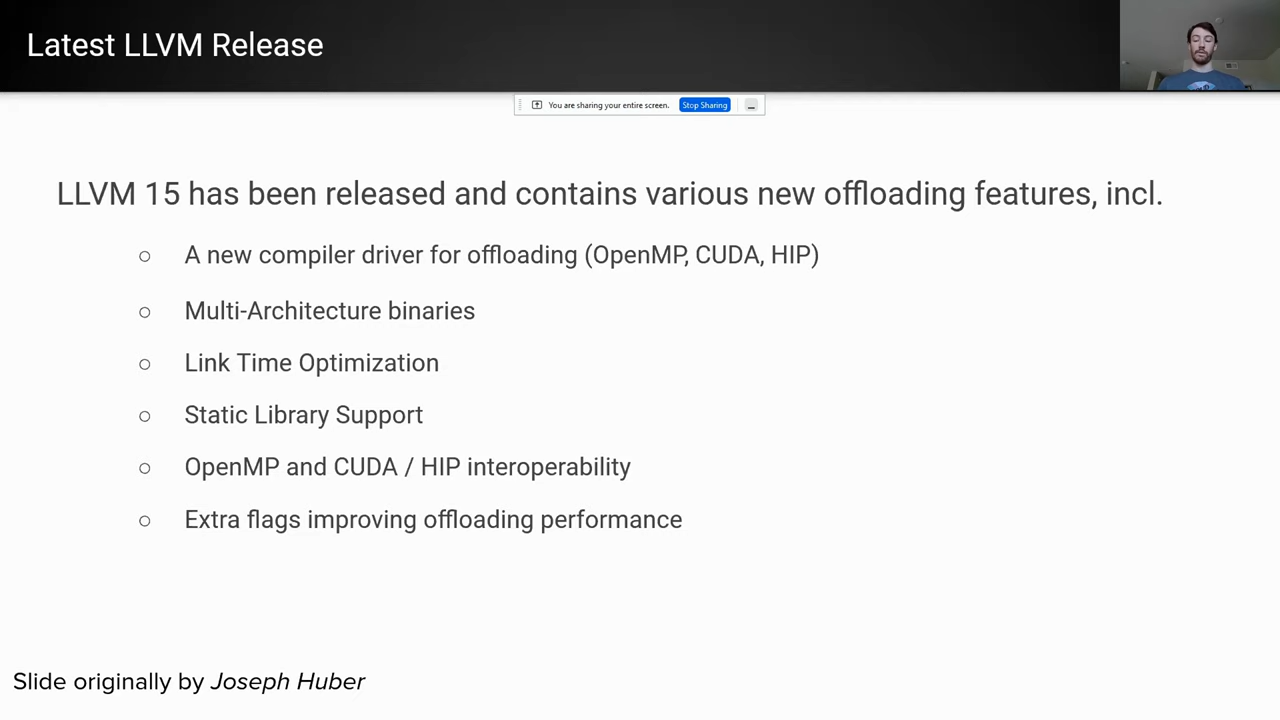 Latest LLVM Release
You are sharing your entire screen. Stop Sharing
LLVM 15 has been released and contains various new offloading features, incl.
○ A new compiler driver for offloading (OpenMP, CUDA, HIP)
○ Multi-Architecture binaries
○ Link Time Optimization
○ Static Library Support
○ OpenMP and CUDA / HIP interoperability
○ Extra flags improving offloading performance
Slide originally by Joseph Huber